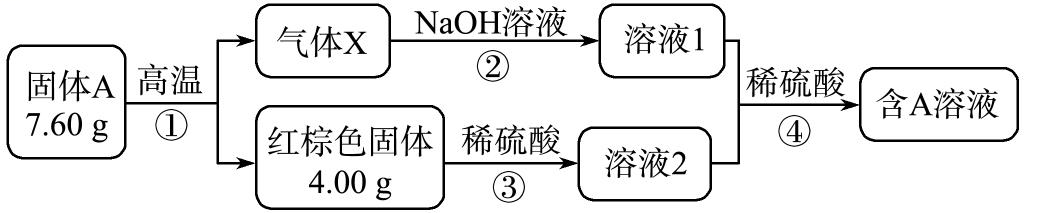 固体A
7.60 g
高温
①
气体X
NaOH溶液
②
溶液1
红棕色固体
4.00 g
稀硫酸
③
溶液2
稀硫酸
④
含A溶液